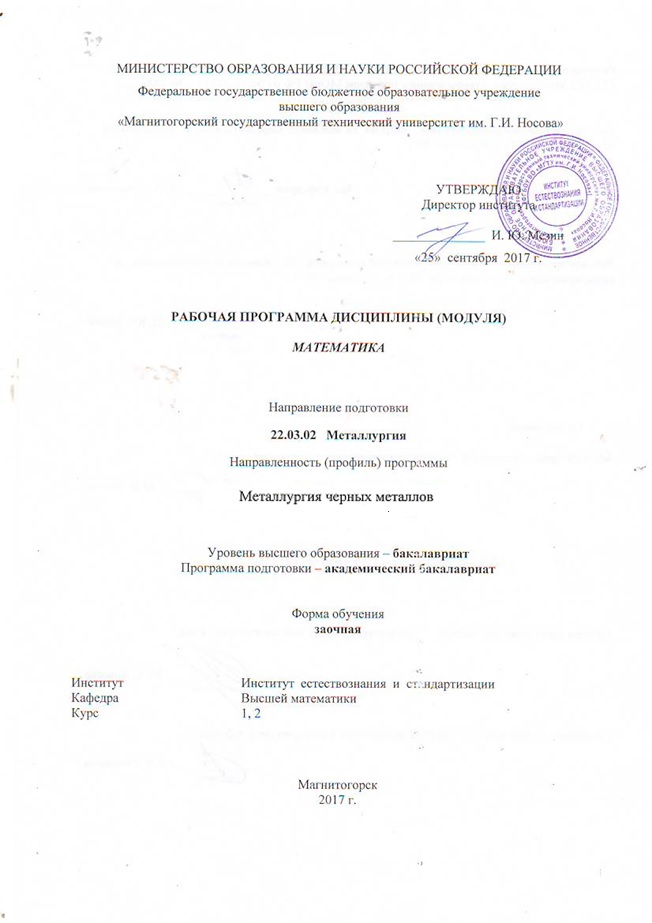 МИНИСТЕРСТВО ОБРАЗОВАНИЯ И НАУКИ РОССИЙСКОЙ ФЕДЕРАЦИИ
Федеральное государственное бюджетное образовательное учреждение
высшего образования
«Магнитогорский государственный технический университет им. Г.И. Носова»
УТВЕРЖДАЮ
Директор института
И. Ю. Мезин
«25» сентября 2017 г.
ИНСТИТУТ
ЕСТЕСТВОЗНАНИЯ
И СТАНДАРТИЗАЦИИ
РАБОЧАЯ ПРОГРАММА ДИСЦИПЛИНЫ (МОДУЛЯ)
МАТЕМАТИКА
Направление подготовки
22.03.02 Металлургия
Направленность (профиль) программы
Металлургия черных металлов
Уровень высшего образования – бакалавриат
Программа подготовки – академический бакалавриат
Форма обучения
заочная
Институт Институт естествознания и стандартизации
Кафедра Высшей математики
Курс 1, 2
Магнитогорск
2017 г.